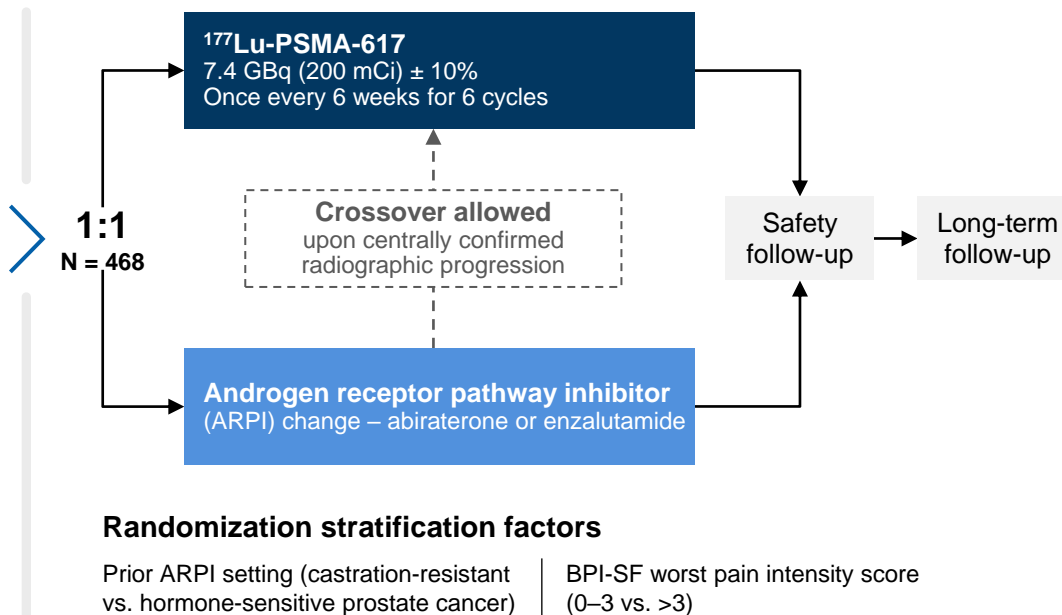 ¹⁷⁷Lu-PSMA-617
7.4 GBq (200 mCi) ± 10%
Once every 6 weeks for 6 cycles
1:1
N = 468
Crossover allowed
upon centrally confirmed
radiographic progression
Safety
follow-up
Long-term
follow-up
Androgen receptor pathway inhibitor
(ARPI) change – abiraterone or enzalutamide
Randomization stratification factors
Prior ARPI setting (castration-resistant
vs. hormone-sensitive prostate cancer)
BPI-SF worst pain intensity score
(0–3 vs. >3)